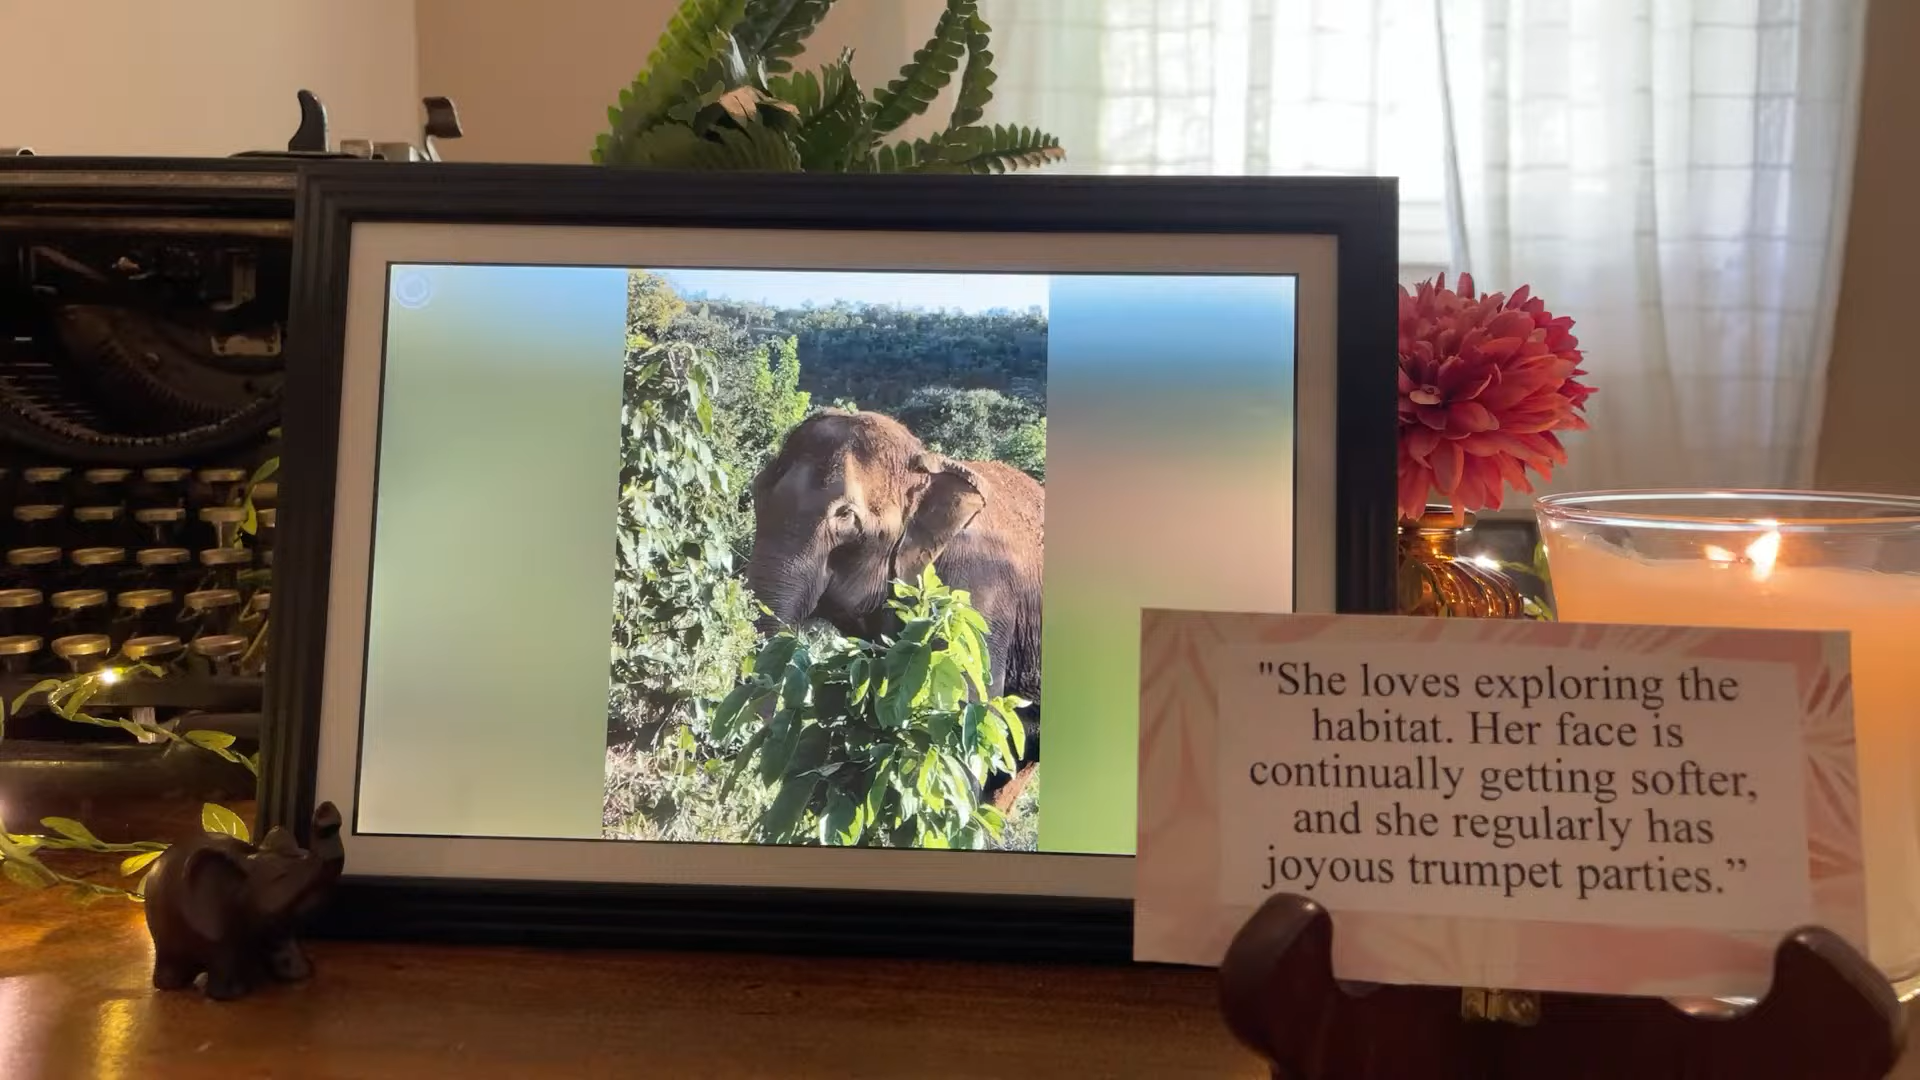 "She loves exploring the
habitat. Her face is
continually getting softer,
and she regularly has
joyous trumpet parties.”